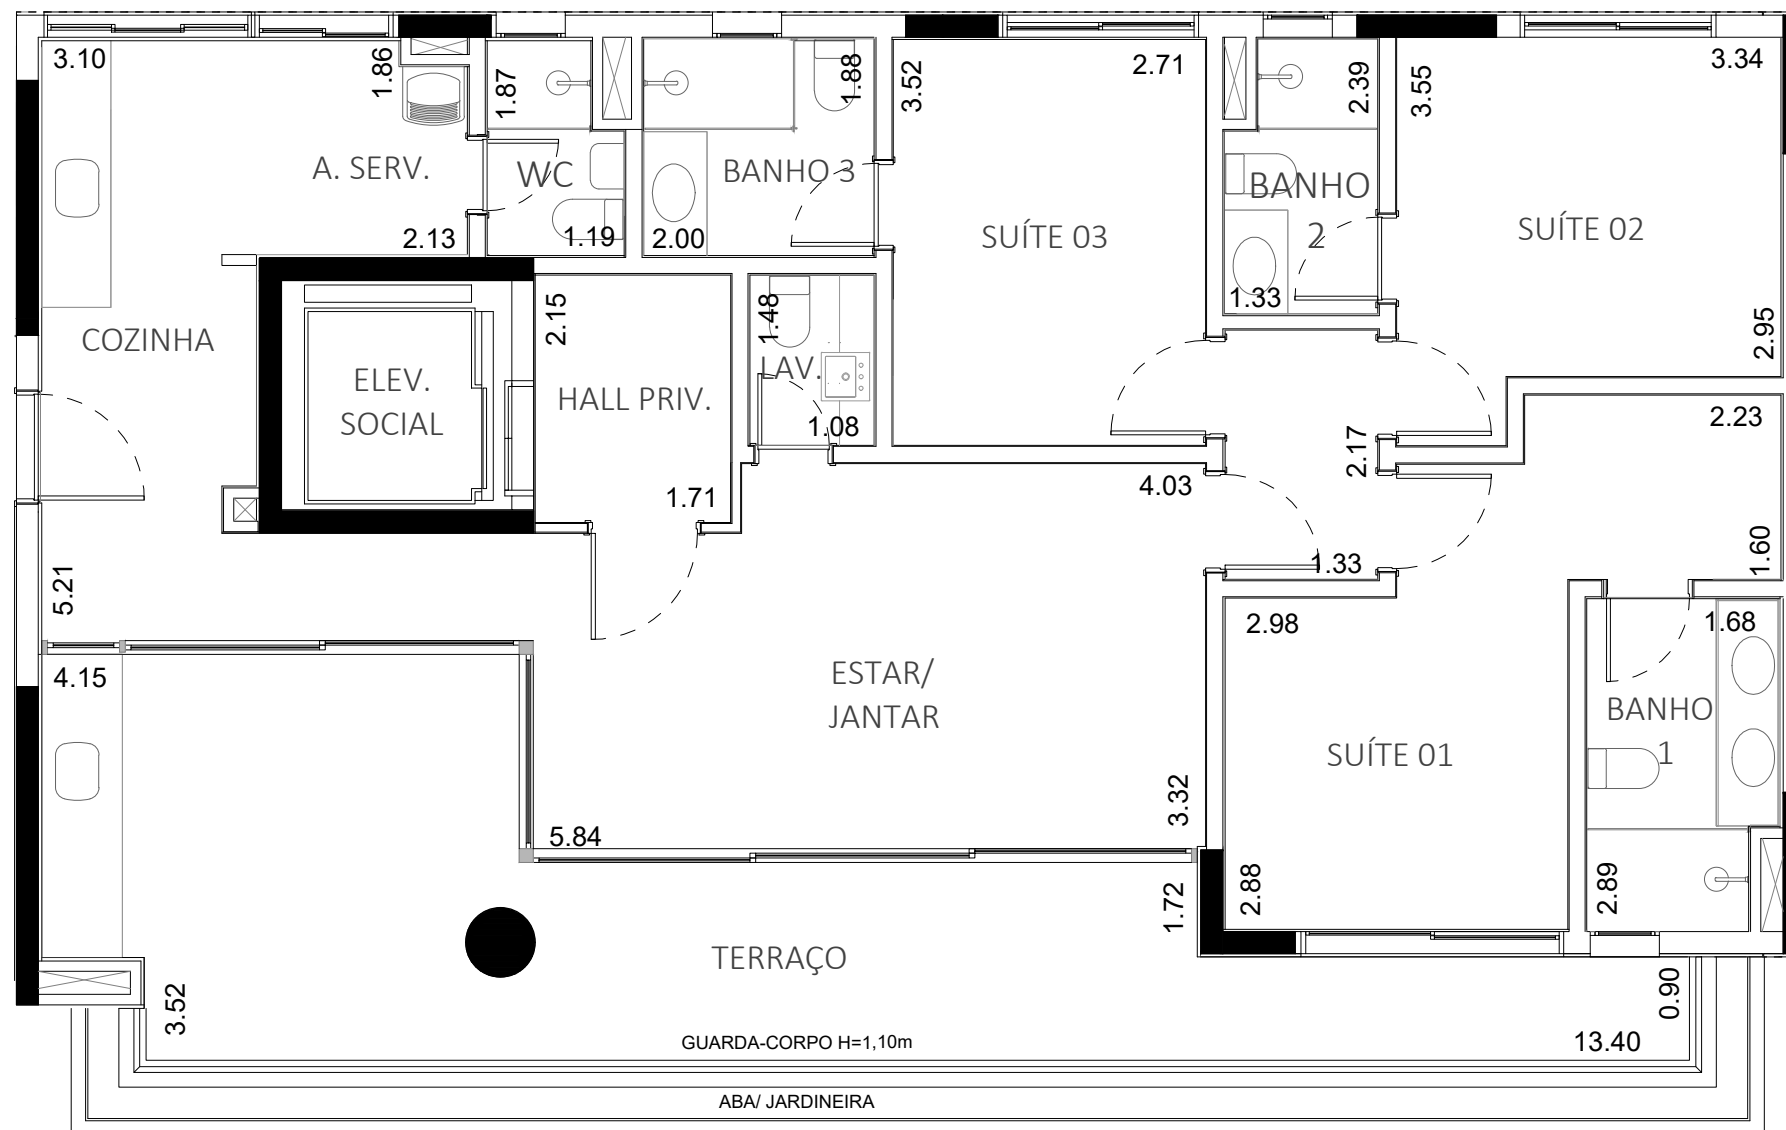 3.10
1.86
1.87
1.88
3.52
2.71
2.39
3.55
3.34
A. SERV.
WC
BANHO 3
BANHO
2
SUÍTE 03
SUÍTE 02
2.13
1.19
2.00
1.33
2.95
COZINHA
ELEV.
SOCIAL
2.15
HALL PRIV.
1.48
LAV.
1.08
2.23
2.17
1.71
4.03
1.33
1.60
5.21
2.98
1.68
4.15
ESTAR/
JANTAR
BANHO
1
SUÍTE 01
3.32
5.84
1.72
2.88
2.89
TERRAÇO
3.52
0.90
GUARDA-CORPO H=1,10m
13.40
ABA/ JARDINEIRA